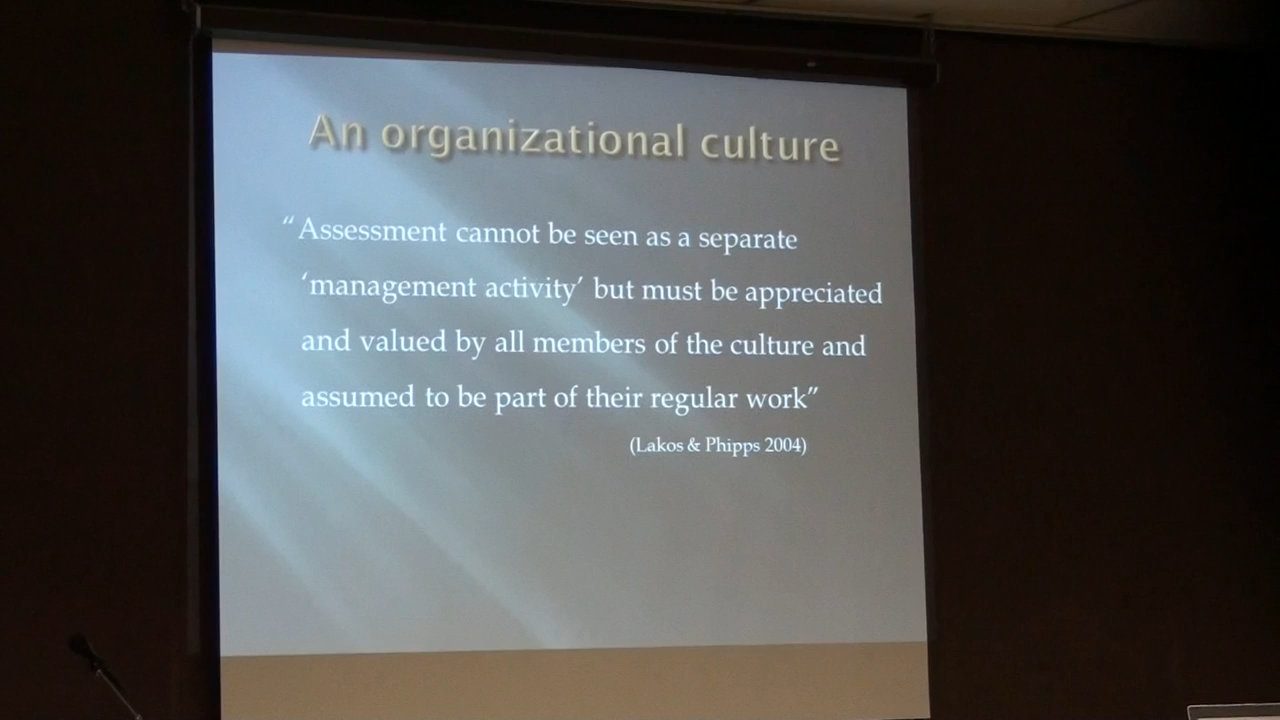 An organizational culture
“Assessment cannot be seen as a separate
‘management activity’ but must be appreciated
and valued by all members of the culture and
assumed to be part of their regular work”
(Lakos & Phipps 2004)